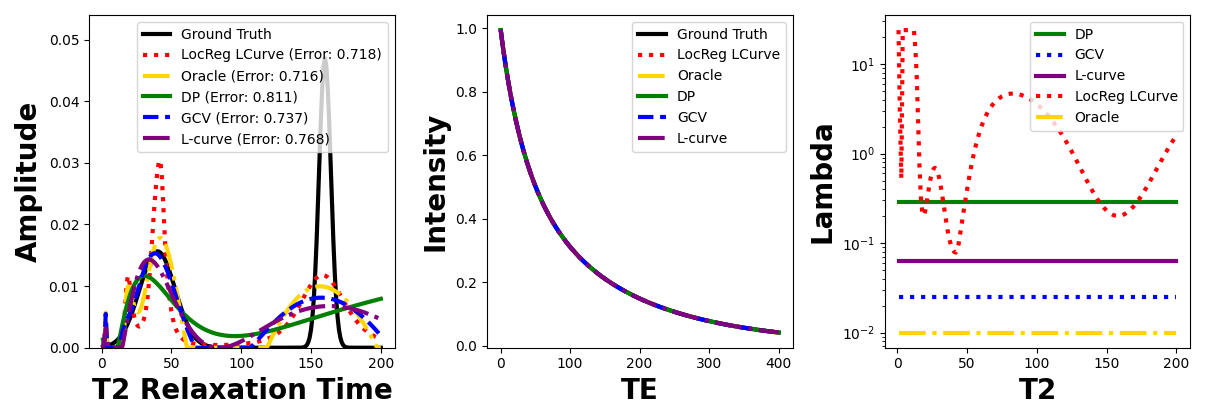 Amplitude
0.05
0.04
0.03
0.02
0.01
0.00
Ground Truth
LocReg LCurve (Error: 0.718)
Oracle (Error: 0.716)
DP (Error: 0.811)
GCV (Error: 0.737)
L-curve (Error: 0.768)
0 50 100 150 200
T2 Relaxation Time
Intensity
1.0
0.8
0.6
0.4
0.2
0.0
Ground Truth
LocReg LCurve
Oracle
DP
GCV
L-curve
0 100 200 300 400
TE
Lambda
10¹
10⁰
10⁻¹
10⁻²
DP
GCV
L-curve
LocReg LCurve
Oracle
0 50 100 150 200
T2